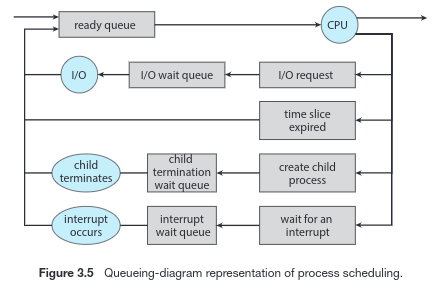 ready queue
CPU
I/O
I/O wait queue
I/O request
time slice
expired
child
terminates
child
termination
wait queue
create child
process
interrupt
occurs
interrupt
wait queue
wait for an
interrupt
Figure 3.5 Queueing-diagram representation of process scheduling.